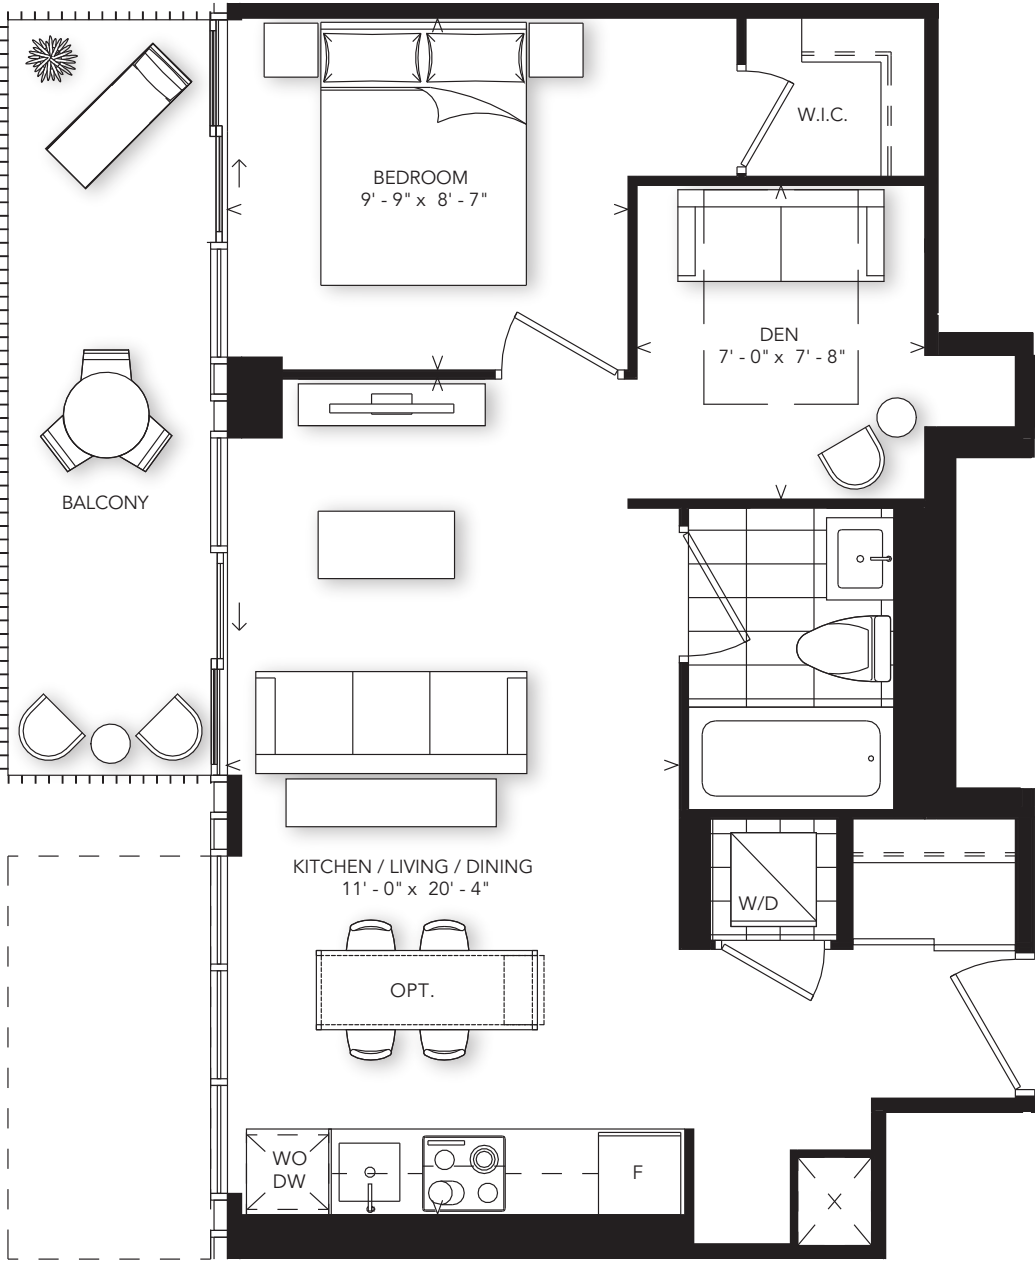 W.I.C.
BEDROOM
9' - 9" x 8' - 7"
DEN
7' - 0" x 7' - 8"
BALCONY
KITCHEN / LIVING / DINING
11' - 0" x 20' - 4"
W/D
OPT.
WO
DW
F
X